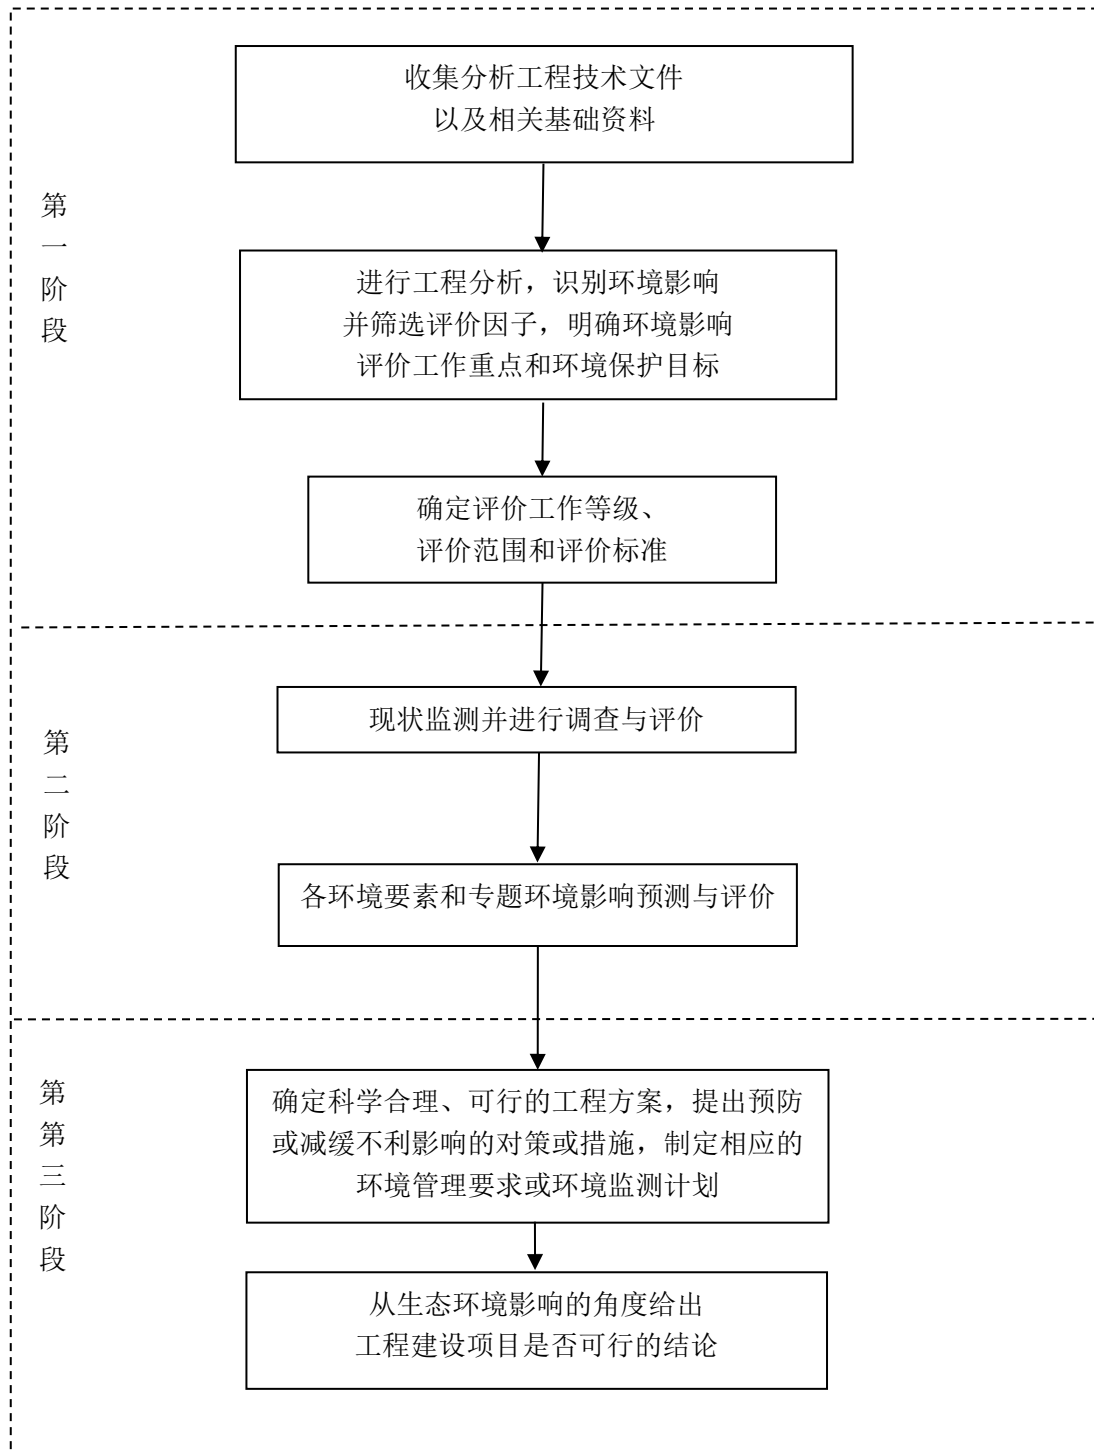 收集分析工程技术文件
以及相关基础资料
第
一
阶
段
进行工程分析，识别环境影响
并筛选评价因子，明确环境影响
评价工作重点和环境保护目标
确定评价工作等级、
评价范围和评价标准
第
二
阶
段
现状监测并进行调查与评价
各环境要素和专题环境影响预测与评价
第
第
三
阶
段
确定科学合理、可行的工程方案，提出预防
或减缓不利影响的对策或措施，制定相应的
环境管理要求或环境监测计划
从生态环境影响的角度给出
工程建设项目是否可行的结论